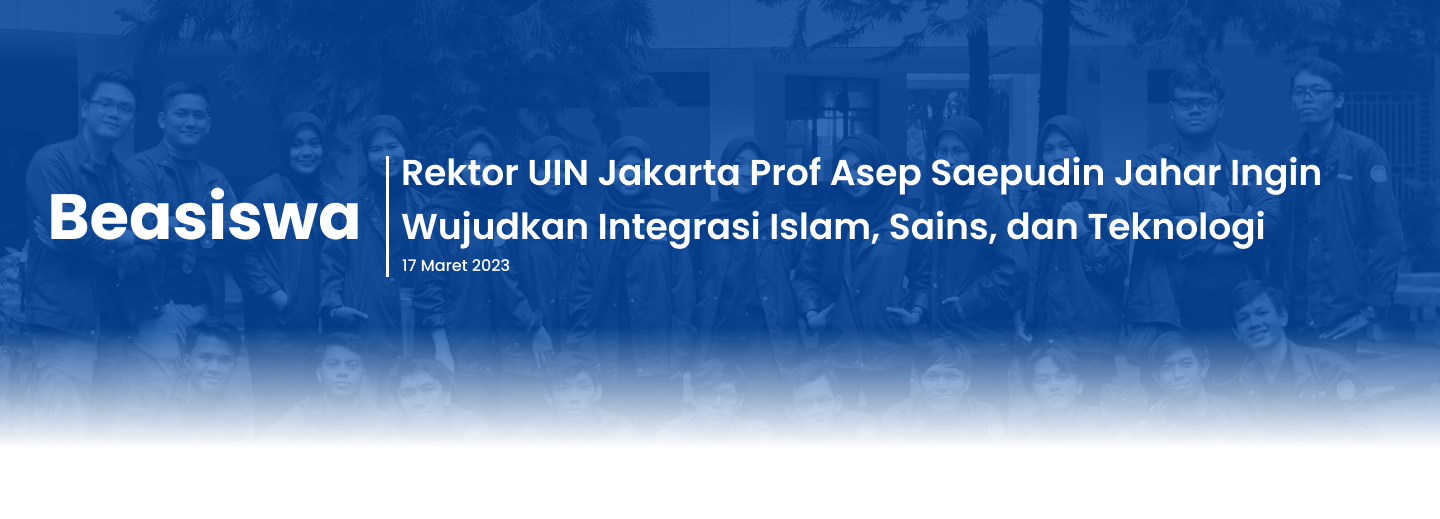 Beasiswa
Rektor UIN Jakarta Prof Asep Saepudin Jahar Ingin
Wujudkan Integrasi Islam, Sains, dan Teknologi
17 Maret 2023